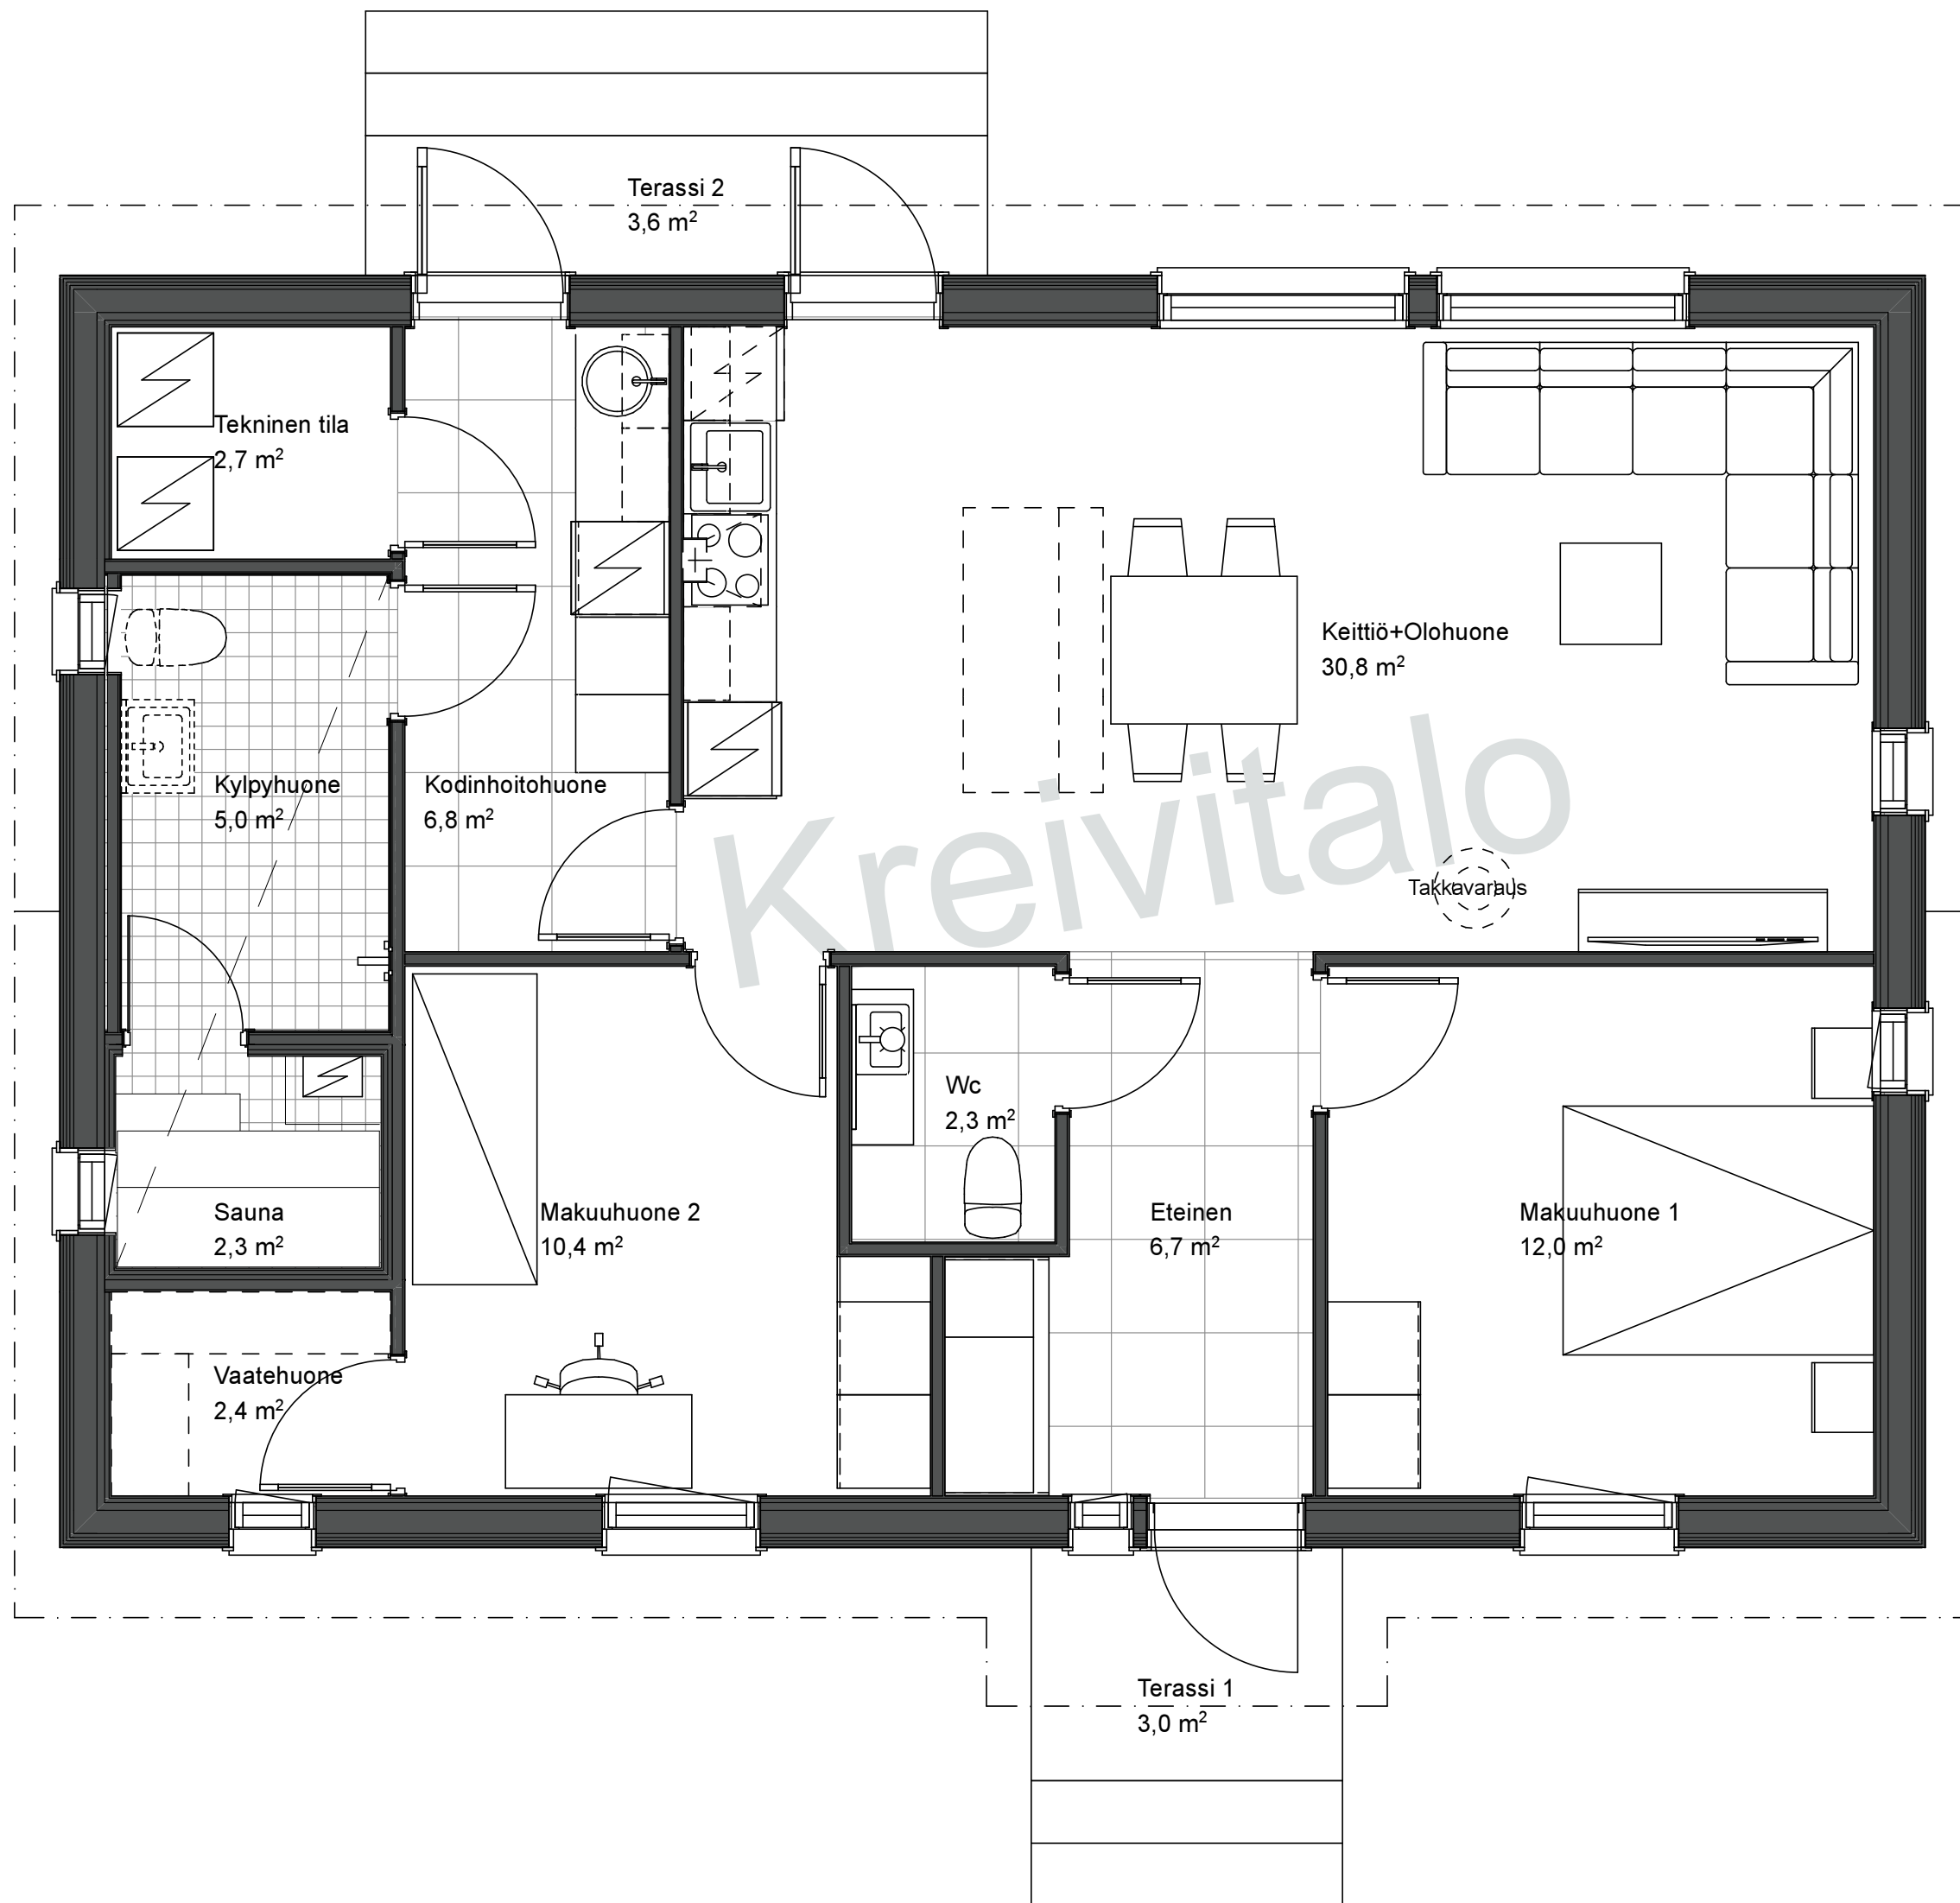 Terassi 2
3,6 m²
Tekninen tila
2,7 m²
Keittiö+Olohuone
30,8 m²
Kylpyhuone
5,0 m²
Kodinhoitohuone
6,8 m²
Kreivitalo
Takkavaraus
Wc
2,3 m²
Sauna
2,3 m²
Makuuhuone 2
10,4 m²
Eteinen
6,7 m²
Makuuhuone 1
12,0 m²
Vaatehuone
2,4 m²
Terassi 1
3,0 m²